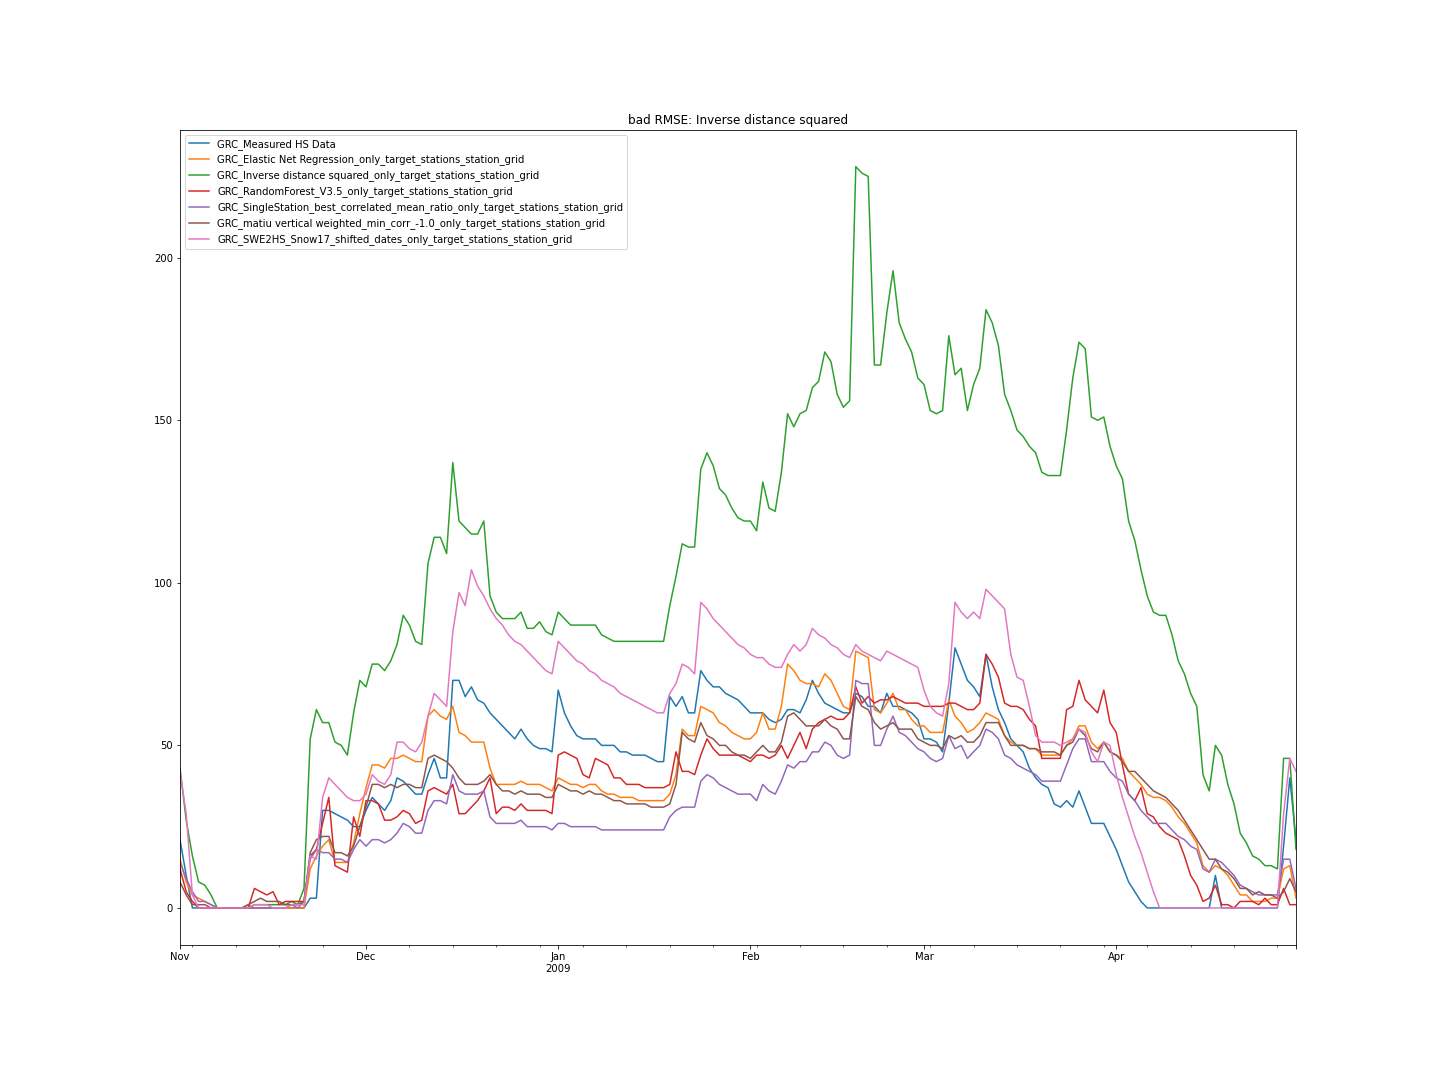 bad RMSE: Inverse distance squared
GRC_Measured HS Data
GRC_Elastic Net Regression_only_target_stations_station_grid
GRC_Inverse distance squared_only_target_stations_station_grid
GRC_RandomForest_V3.5_only_target_stations_station_grid
GRC_SingleStation_best_correlated_mean_ratio_only_target_stations_station_grid
GRC_matiu vertical weighted_min_corr_-1.0_only_target_stations_station_grid
GRC_SWE2HS_Snow17_shifted_dates_only_target_stations_station_grid
200
150
100
50
0
Nov Dec Jan Feb Mar Apr
2009